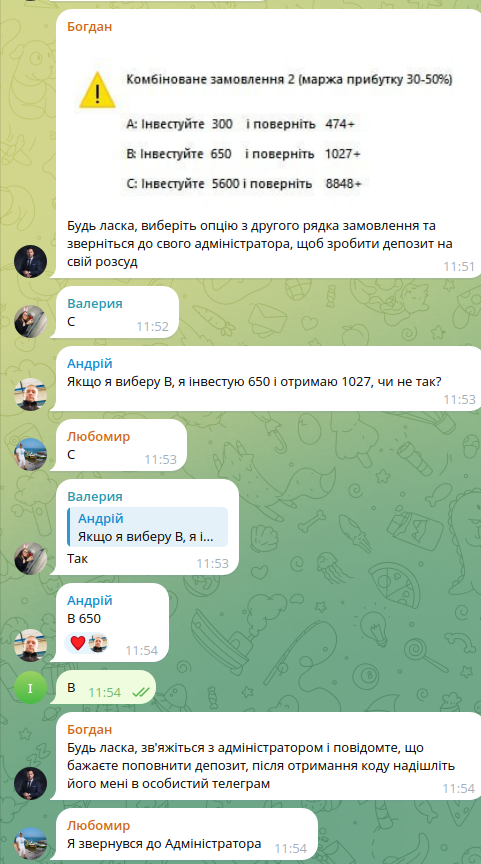 Богдан
Комбіноване замовлення 2 (маржа прибутку 30-50%)
А: Інвестуйте 300 і поверніть 474+
В: Інвестуйте 650 і поверніть 1027+
С: Інвестуйте 5600 і поверніть 8848+
Будь ласка, виберіть опцію з другого рядка замовлення та
зверніться до свого адміністратора, щоб зробити депозит на
свій розсуд
11:51
Валерия
С
11:52
Андрій
Якщо я виберу В, я інвестую 650 і отримаю 1027, чи не так?
11:53
Любомир
С
11:53
Валерия
Андрій
Якщо я виберу В, я і...
Так
11:53
Андрій
В 650
11:54
І
В
11:54
Богдан
Будь ласка, зв'яжіться з адміністратором і повідомте, що
бажаєте поповнити депозит, після отримання коду надішліть
його мені в особистий телеграм
11:54
Любомир
Я звернувся до Адміністратора
11:54